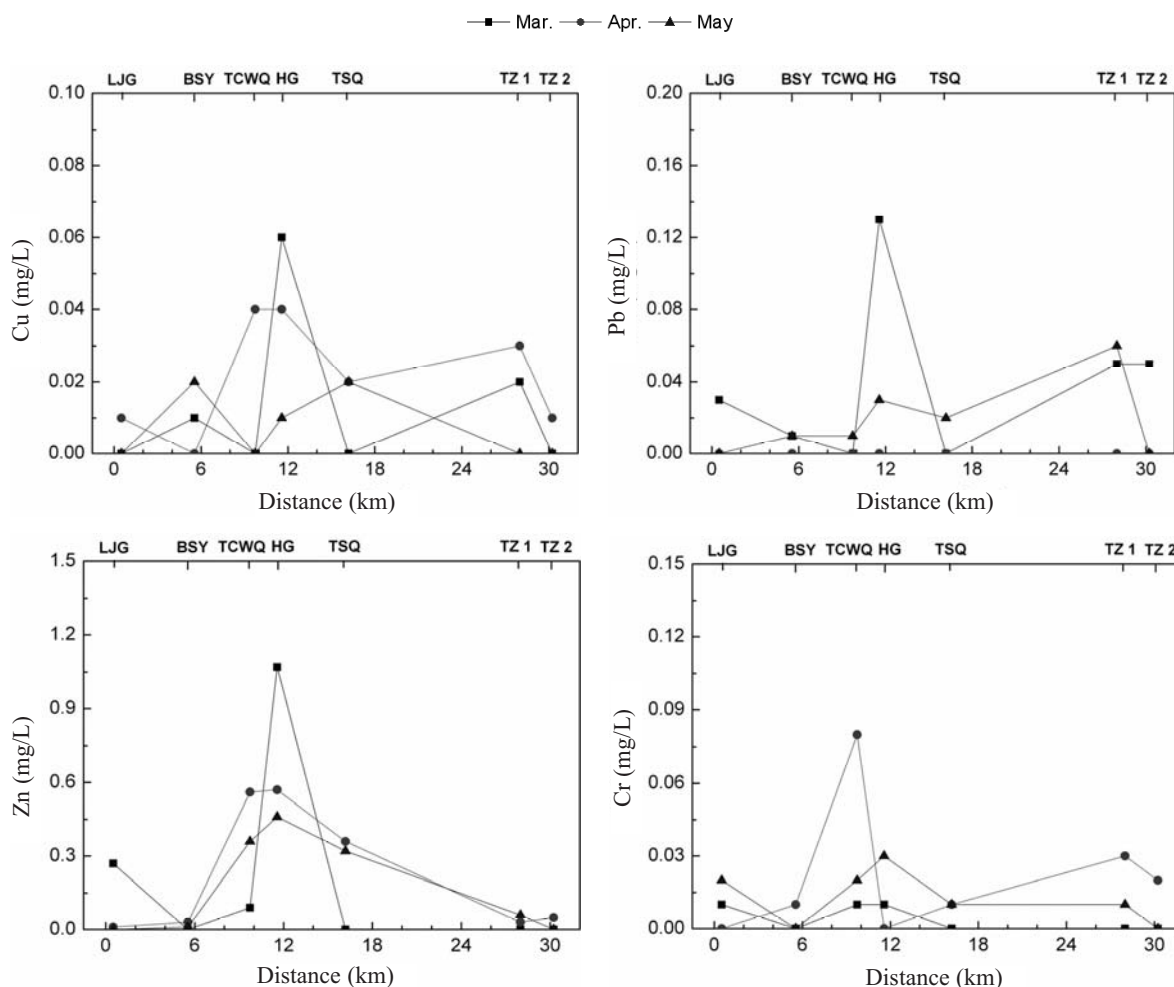 Mar. Apr. May
LJG BSY TCWQ HG TSQ TZ 1 TZ 2
0.10
0.08
0.06
0.04
0.02
0.00
Cu (mg/L)
0 6 12 18 24 30
Distance (km)
LJG BSY TCWQ HG TSQ TZ 1 TZ 2
0.20
0.16
0.12
0.08
0.04
0.00
Pb (mg/L)
0 6 12 18 24 30
Distance (km)
LJG BSY TCWQ HG TSQ TZ 1 TZ 2
1.5
1.2
0.9
0.6
0.3
0.0
Zn (mg/L)
0 6 12 18 24 30
Distance (km)
LJG BSY TCWQ HG TSQ TZ 1 TZ 2
0.15
0.12
0.09
0.06
0.03
0.00
Cr (mg/L)
0 6 12 18 24 30
Distance (km)